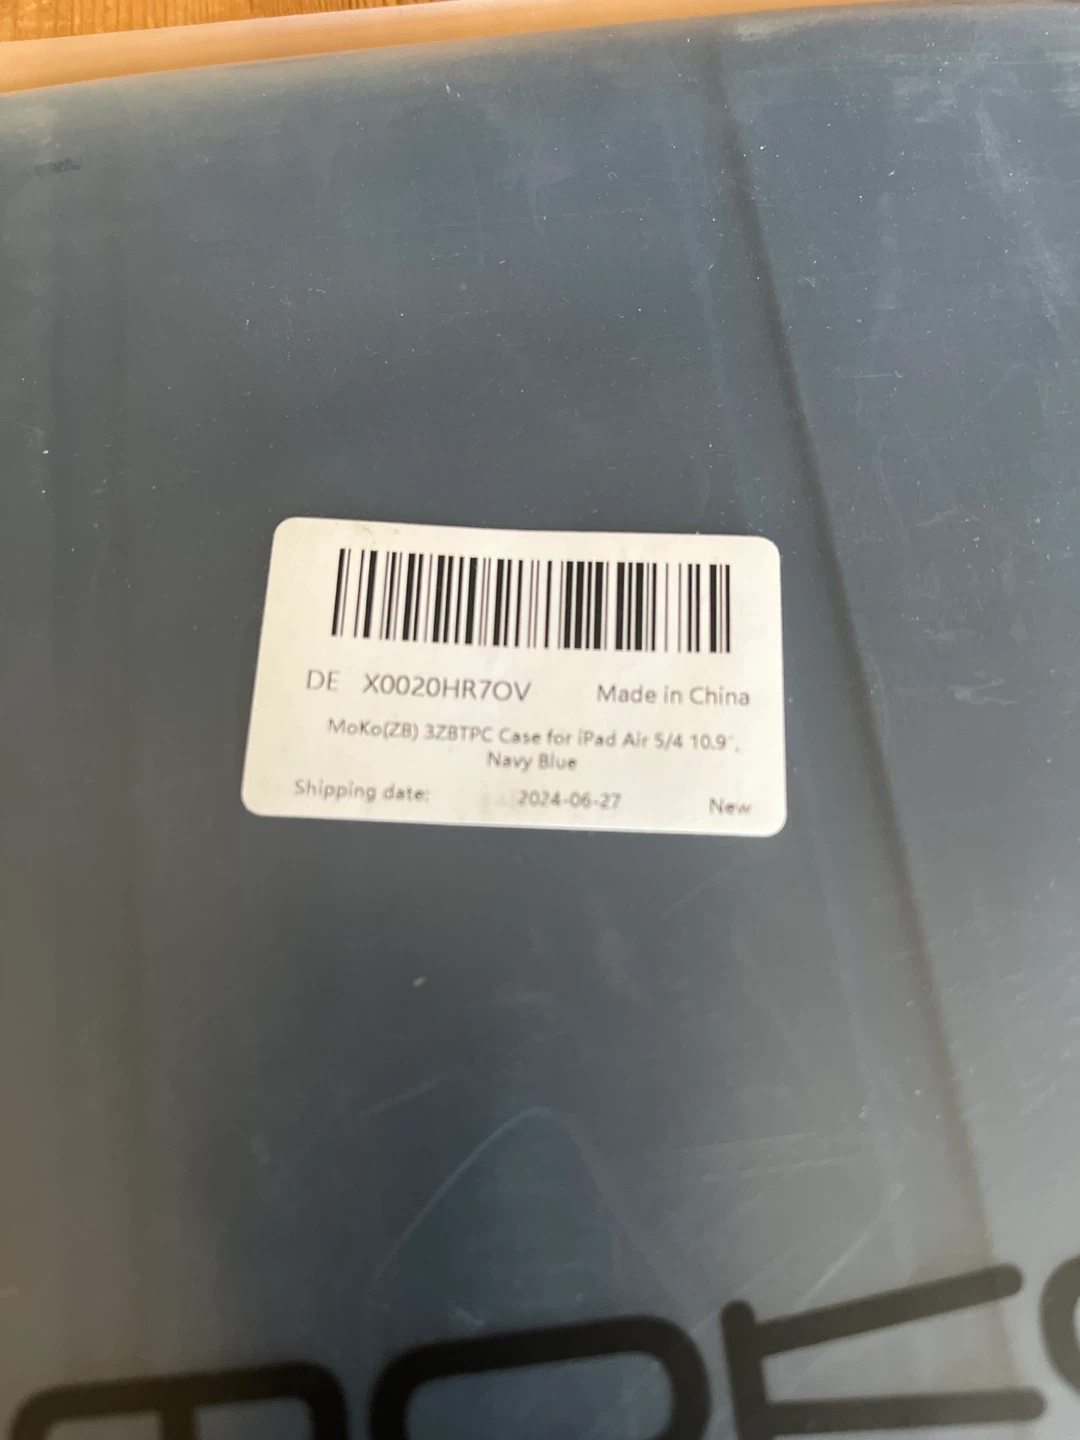 DE X0020HR7OV Made in China
MoKo(ZB) 3ZBTPC Case for iPad Air 5/4 10.9",
Navy Blue
Shipping date: 2024-06-27 New
MOKO